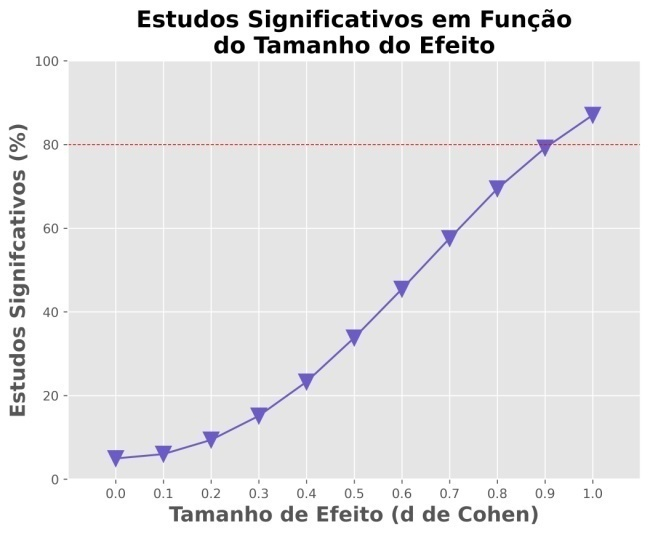 Estudos Significativos em Função
do Tamanho do Efeito
100
80
60
40
20
0
Estudos Signifcativos (%)
0.0 0.1 0.2 0.3 0.4 0.5 0.6 0.7 0.8 0.9 1.0
Tamanho de Efeito (d de Cohen)